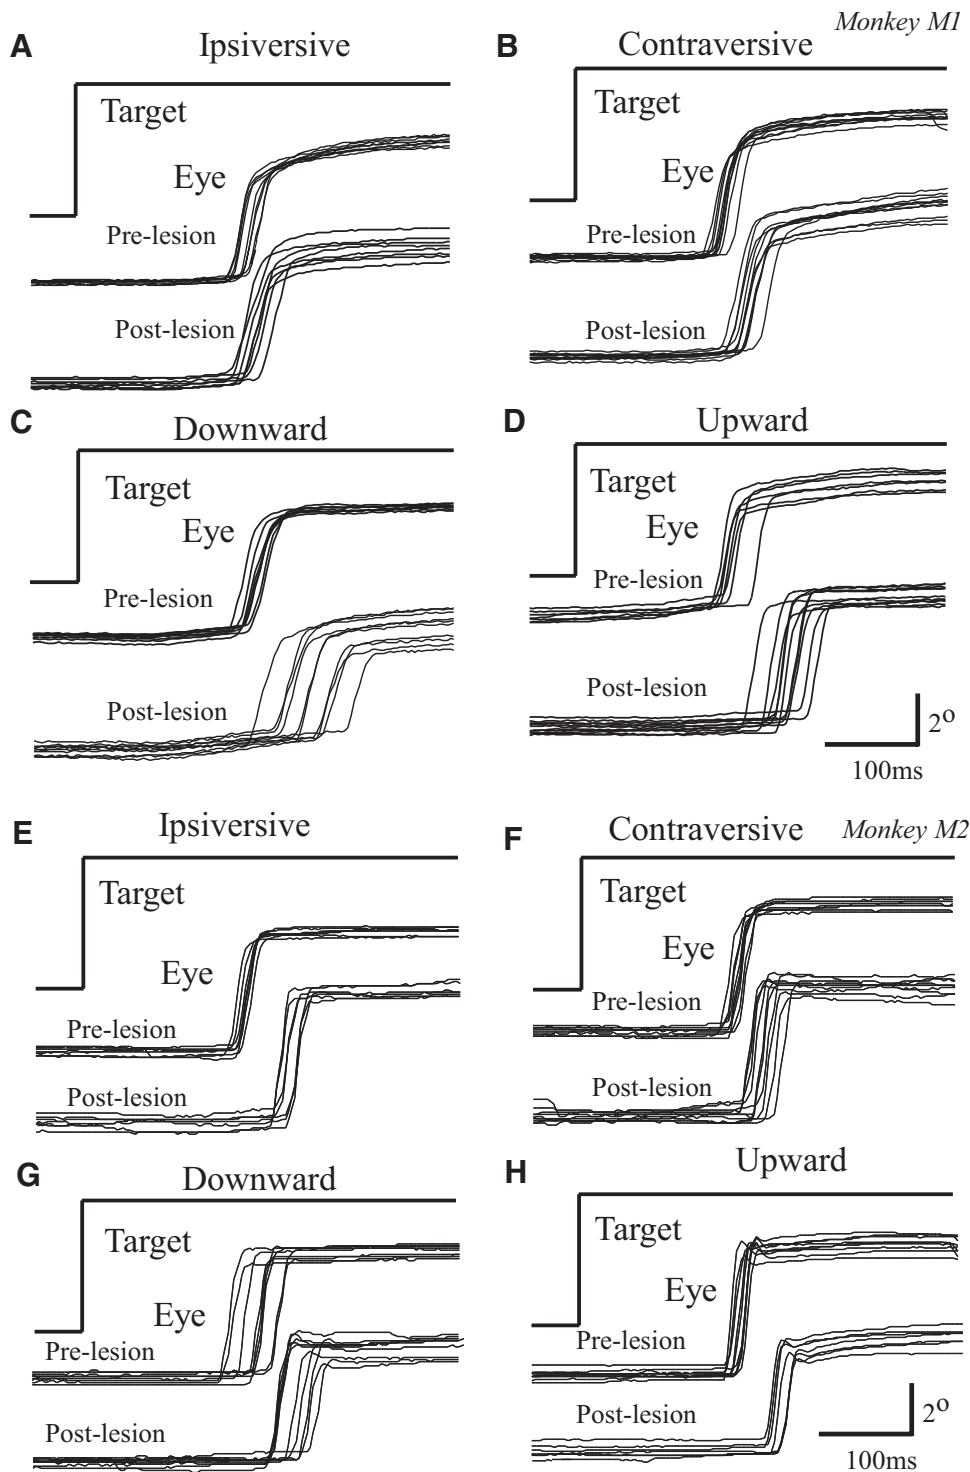 Monkey M1
A
Ipsiversive
Target
Eye
Pre-lesion
Post-lesion
B
Contraversive
Target
Eye
Pre-lesion
Post-lesion
C
Downward
Target
Eye
Pre-lesion
Post-lesion
D
Upward
Target
Eye
Pre-lesion
Post-lesion
2°
100ms
E
Ipsiversive
Target
Eye
Pre-lesion
Post-lesion
F
Contraversive
Monkey M2
Target
Eye
Pre-lesion
Post-lesion
G
Downward
Target
Eye
Pre-lesion
Post-lesion
H
Upward
Target
Eye
Pre-lesion
Post-lesion
2°
100ms